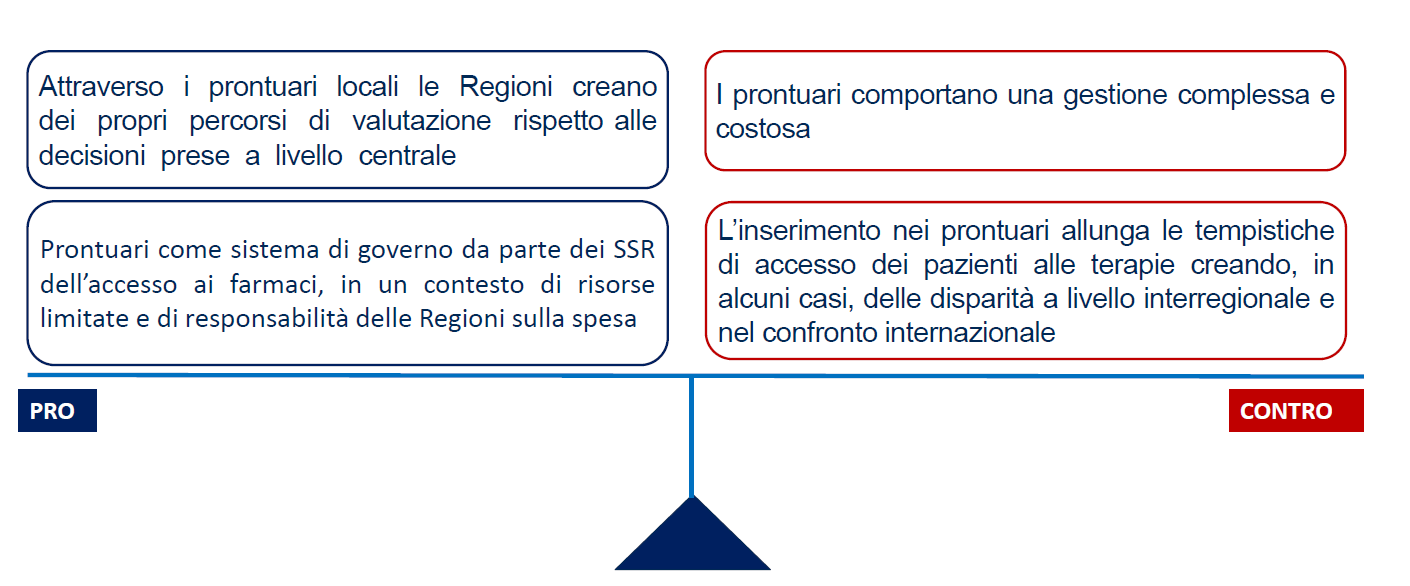 Attraverso i prontuari locali le Regioni creano
dei propri percorsi di valutazione rispetto alle
decisioni prese a livello centrale
Prontuari come sistema di governo da parte dei SSR
dell’accesso ai farmaci, in un contesto di risorse
limitate e di responsabilità delle Regioni sulla spesa
I prontuari comportano una gestione complessa e
costosa
L’inserimento nei prontuari allunga le tempistiche
di accesso dei pazienti alle terapie creando, in
alcuni casi, delle disparità a livello interregionale e
nel confronto internazionale
PRO
CONTRO